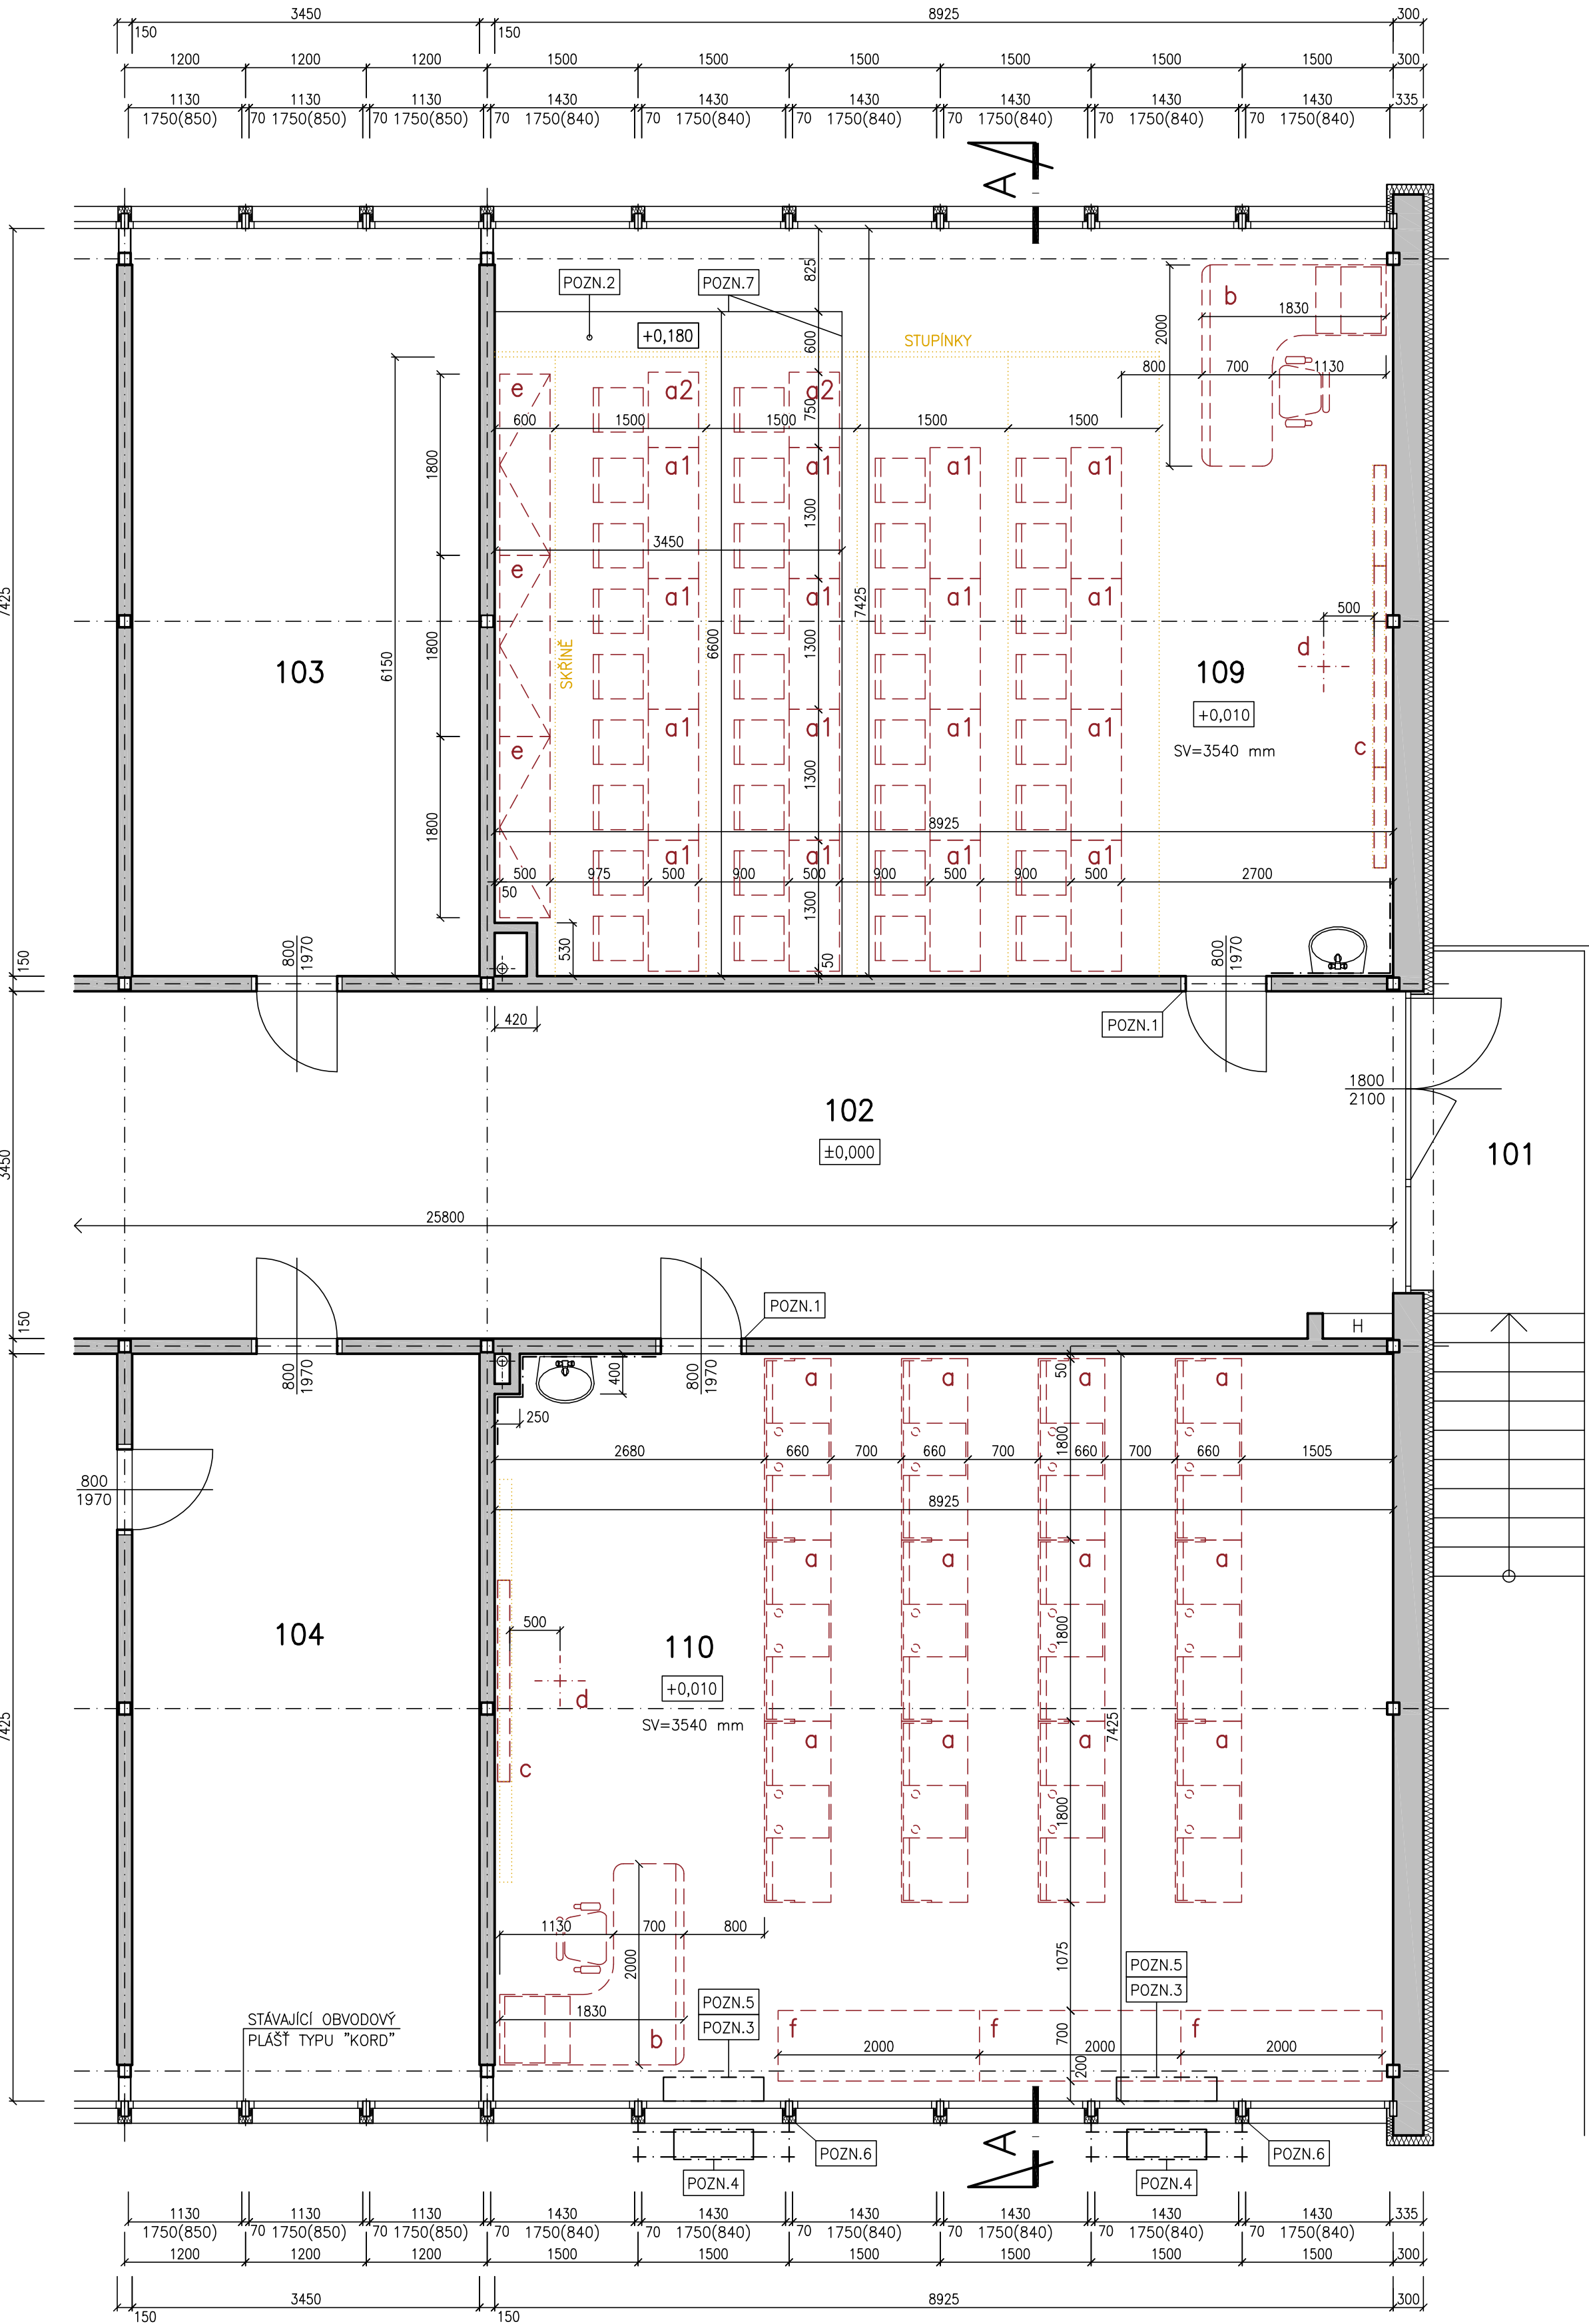 3450 8925 300
150 150
1200 1200 1200 1500 1500 1500 1500 1500 1500 300
1130 1130 1130 1430 1430 1430 1430 1430 1430 335
1750(850) 70 1750(850) 70 1750(850) 70 1750(840) 70 1750(840) 70 1750(840) 70 1750(840) 70 1750(840) 70 1750(840)
A
POZN.2 POZN.7
825
b
1830
2000
+0,180
600
STUPÍNKY
800 700 1130
e a2 a2
750
600 1500 1500 1500 1500
1800
a1 a1 a1 a1
1300
3450
e
a1 a1 a1 a1
7425
500
7425
1800
6150
SKŘÍNĚ
6600
1300
d
103
109
+0,010
SV=3540 mm
c
e
a1 a1 a1 a1
1300
1800
8925
a1 a1 a1 a1
500 975 500 900 500 900 500 900 500 2700
50
1300
530
50
150
800
1970
800
1970
420
POZN.1
1800
2100
102
±0,000
101
3450
25800
150
POZN.1
H
800
1970
800
1970
400
50
a a a a
250
1800
2680 660 700 660 700 660 700 660 1505
800
1970
8925
a a a a
104
500
110
1800
+0,010
d
SV=3540 mm
7425
7425
a a a a
c
1800
1130 700 800
2000
1075
POZN.5
POZN.3
POZN.5
POZN.3
1830
b
STÁVAJÍCÍ OBVODOVÝ
PLÁŠŤ TYPU "KORD"
f f f
700
2000 2000 2000
200
A
POZN.6 POZN.6
POZN.4 POZN.4
1130 1130 1130 1430 1430 1430 1430 1430 1430 335
1750(850) 70 1750(850) 70 1750(850) 70 1750(840) 70 1750(840) 70 1750(840) 70 1750(840) 70 1750(840) 70 1750(840)
1200 1200 1200 1500 1500 1500 1500 1500 1500 300
3450 8925 300
150 150